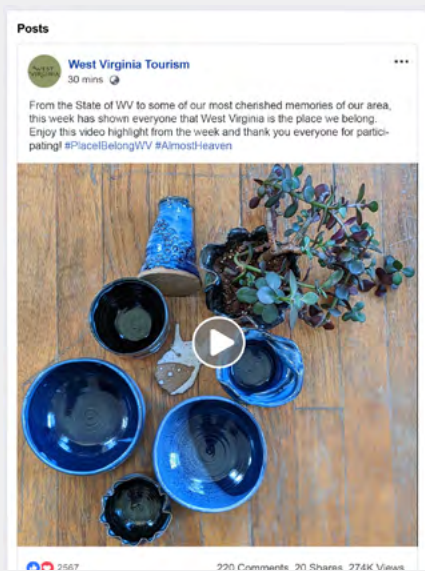 Posts
WEST VIRGINIA
West Virginia Tourism
30 mins
From the State of WV to some of our most cherished memories of our area,
this week has shown everyone that West Virginia is the place we belong.
Enjoy this video highlight from the week and thank you everyone for partici-
pating! #PlaceIBelongWV #AlmostHeaven
2567
220 Comments 20 Shares 274K Views